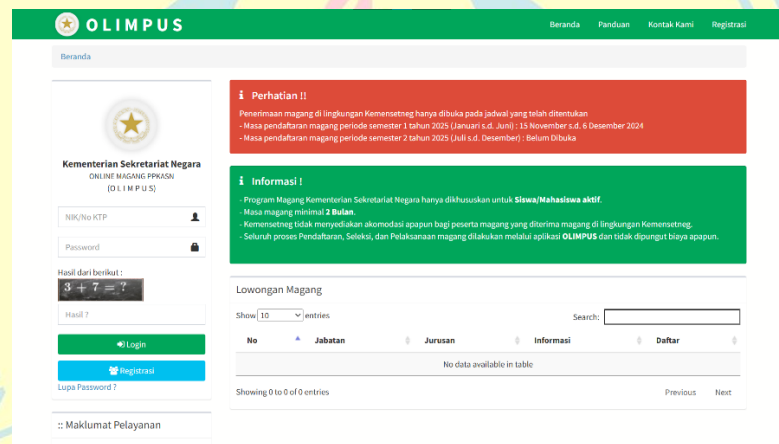 OLIMPUS
Beranda Panduan Kontak Kami Registrasi
Beranda
Kementerian Sekretariat Negara
ONLINE MAGANG PPKASN
(O L I M P U S)
NIK/No KTP
Password
Hasil dari berikut :
3 + 7 = ?
Hasil ?
Login
Registrasi
Lupa Password ?
:: Maklumat Pelayanan
Perhatian !!
Penerimaan magang di lingkungan Kemensetneg hanya dibuka pada jadwal yang telah ditentukan
- Masa pendaftaran magang periode semester 1 tahun 2025 (Januari s.d. Juni) : 15 November s.d. 6 Desember 2024
- Masa pendaftaran magang periode semester 2 tahun 2025 (Juli s.d. Desember) : Belum Dibuka
Informasi !
- Program Magang Kementerian Sekretariat Negara hanya dikhususkan untuk Siswa/Mahasiswa aktif.
- Masa magang minimal 2 Bulan.
- Kemensetneg tidak menyediakan akomodasi apapun bagi peserta magang yang diterima magang di lingkungan Kemensetneg.
- Seluruh proses Pendaftaran, Seleksi, dan Pelaksanaan magang dilakukan melalui aplikasi OLIMPUS dan tidak dipungut biaya apapun.
Lowongan Magang
Show 10 entries Search:
No Jabatan Jurusan Informasi Daftar
No data available in table
Showing 0 to 0 of 0 entries Previous Next